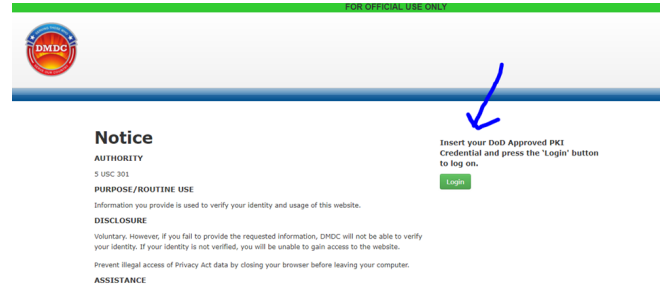 FOR OFFICIAL USE ONLY
DMDC
Notice
AUTHORITY
5 USC 301
PURPOSE/ROUTINE USE
Information you provide is used to verify your identity and usage of this website.
DISCLOSURE
Voluntary. However, if you fail to provide the requested information, DMDC will not be able to verify
your identity. If your identity is not verified, you will be unable to gain access to the website.
Prevent illegal access of Privacy Act data by closing your browser before leaving your computer.
ASSISTANCE
Insert your DoD Approved PKI
Credential and press the 'Login' button
to log on.
Login